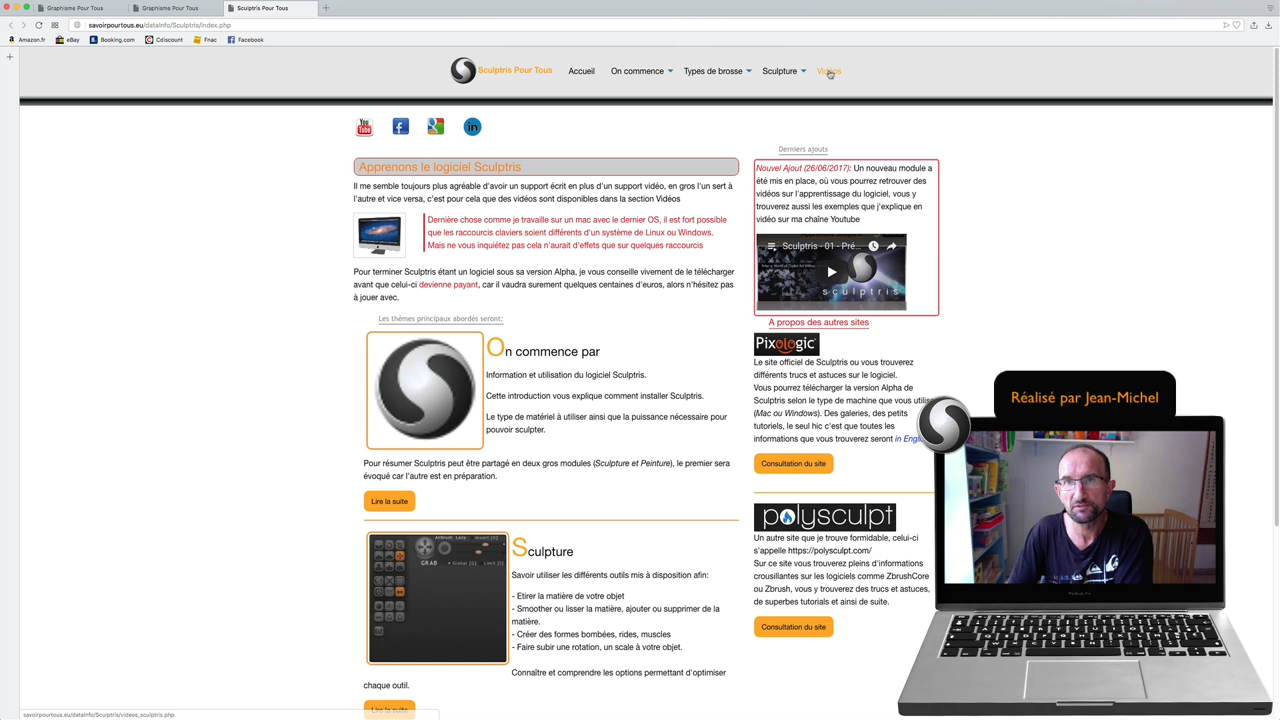 Graphisme Pour Tous
Graphisme Pour Tous
Sculptris Pour Tous
savoirpourtous.eu/dataInfo/Sculptris/index.php
Amazon.fr
eBay
Booking.com
Cdiscount
Fnac
Facebook
Sculptris Pour Tous
Accueil
On commence
Types de brosse
Sculpture
Vidéos
Derniers ajouts
Apprenons le logiciel Sculptris
Il me semble toujours plus agréable d'avoir un support écrit en plus d'un support vidéo, en gros l'un sert à
l'autre et vice versa, c'est pour cela que des vidéos sont disponibles dans la section Vidéos
Dernière chose comme je travaille sur un mac avec le dernier OS, il est fort possible
que les raccourcis claviers soient différents d'un système de Linux ou Windows.
Mais ne vous inquiétez pas cela n'aurait d'effets que sur quelques raccourcis
Pour terminer Sculptris étant un logiciel sous sa version Alpha, je vous conseille vivement de le télécharger
avant que celui-ci devienne payant, car il vaudra surement quelques centaines d'euros, alors n'hésitez pas
à jouer avec.
Les thèmes principaux abordés seront:
On commence par
Information et utilisation du logiciel Sculptris.
Cette introduction vous explique comment installer Sculptris.
Le type de matériel à utiliser ainsi que la puissance nécessaire pour
pouvoir sculpter.
Pour résumer Sculptris peut être partagé en deux gros modules (Sculpture et Peinture), le premier sera
évoqué car l'autre est en préparation.
Lire la suite
Sculpture
Savoir utiliser les différents outils mis à disposition afin:
- Etirer la matière de votre objet
- Smoother ou lisser la matière, ajouter ou supprimer de la
matière.
- Créer des formes bombées, rides, muscles
- Faire subir une rotation, un scale à votre objet.
Connaître et comprendre les options permettant d'optimiser
chaque outil.
Lire la suite
GRAB
Nouvel Ajout (26/06/2017): Un nouveau module a
été mis en place, où vous pourrez retrouver des
vidéos sur l'apprentissage du logiciel, vous y
trouverez aussi les exemples que j'explique en
vidéo sur ma chaîne Youtube
Sculptris - 01 - Pré...
sculptris
A propos des autres sites
Pixologic
Le site officiel de Sculptris ou vous trouverez
différents trucs et astuces sur le logiciel.
Vous pourrez télécharger la version Alpha de
Sculptris selon le type de machine que vous utilis
(Mac ou Windows). Des galeries, des petits
tutoriels, le seul hic c'est que toutes les
informations que vous trouverez seront in Engl
Consultation du site
polysculpt
Un autre site que je trouve formidable, celui-ci
s'appelle https://polysculpt.com/
Sur ce site vous trouverez pleins d'informations
croustillantes sur les logiciels comme ZbrushCore
ou Zbrush, vous y trouverez des trucs et astuces,
de superbes tutorials et ainsi de suite.
Consultation du site
Réalisé par Jean-Michel
savoirpourtous.eu/dataInfo/Sculptris/videos_sculptris.php